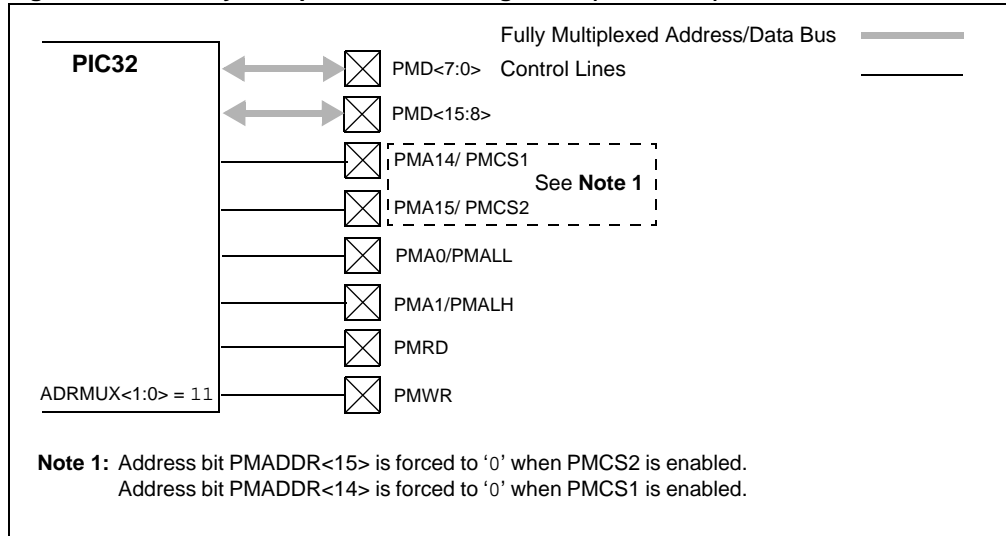 Fully Multiplexed Address/Data Bus
PIC32
PMD<7:0> Control Lines
PMD<15:8>
PMA14/ PMCS1
See Note 1
PMA15/ PMCS2
PMA0/PMALL
PMA1/PMALH
PMRD
ADRMUX<1:0> = 11
PMWR
Note 1: Address bit PMADDR<15> is forced to ‘0’ when PMCS2 is enabled.
Address bit PMADDR<14> is forced to ‘0’ when PMCS1 is enabled.